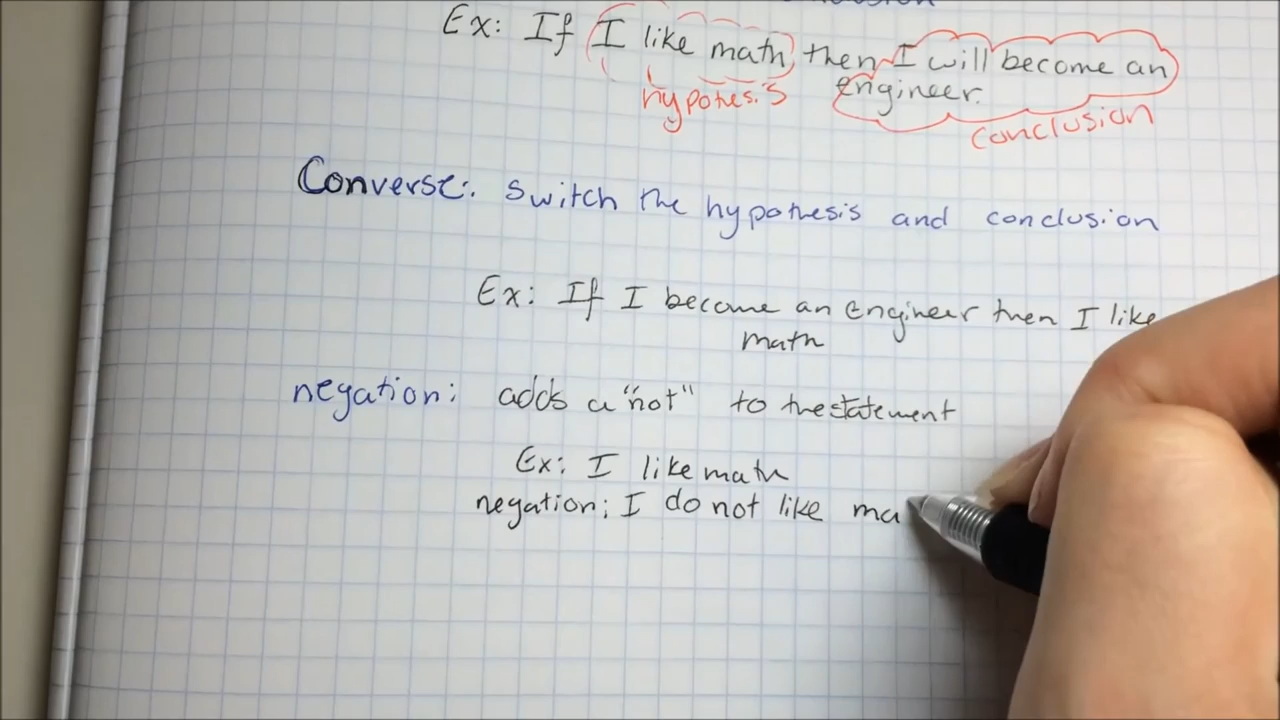 Ex: If I like math then I will become an
engineer.
hypothesis
conclusion
Converse: Switch the hypothesis and conclusion
Ex: If I become an engineer then I like
math
negation: adds a "not" to the statement
Ex: I like math
negation: I do not like ma